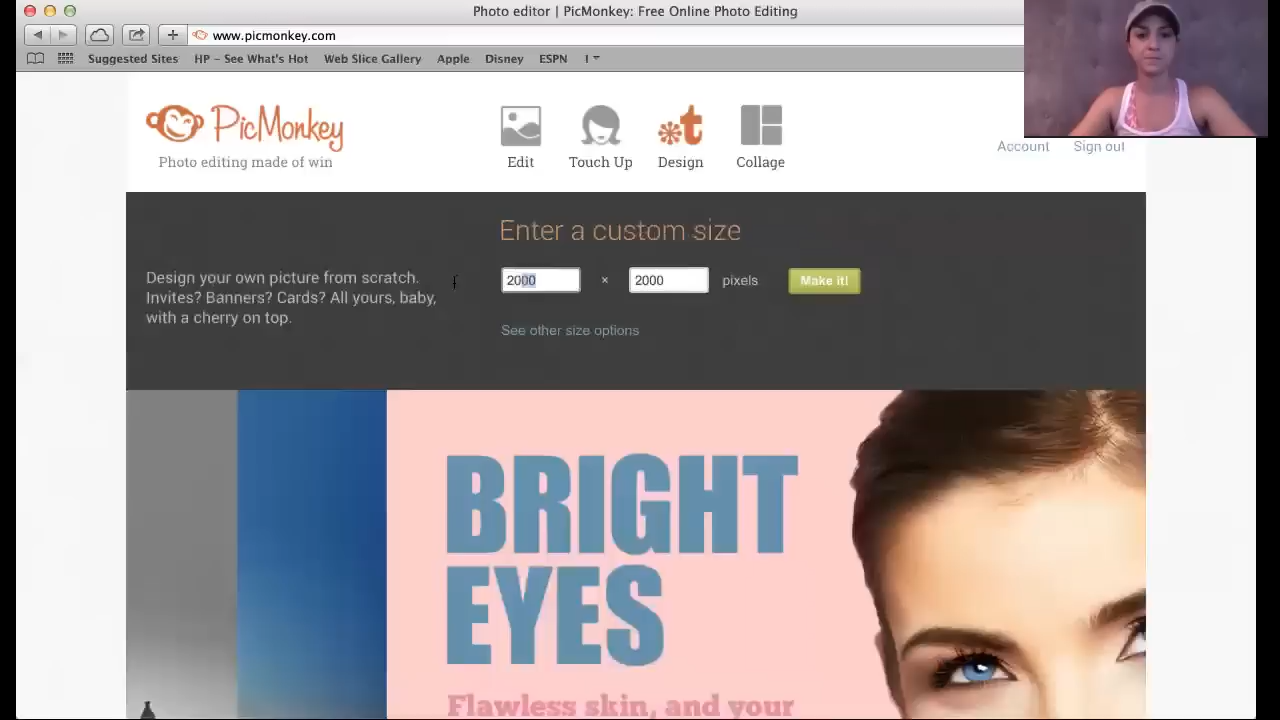 Photo editor | PicMonkey: Free Online Photo Editing
www.picmonkey.com
Suggested Sites HP – See What's Hot Web Slice Gallery Apple Disney ESPN
PicMonkey
Photo editing made of win
Edit Touch Up Design Collage
Account Sign out
Enter a custom size
Design your own picture from scratch.
Invites? Banners? Cards? All yours, baby,
with a cherry on top.
2000 × 2000 pixels Make it!
See other size options
BRIGHT
EYES
Flawless skin, and your